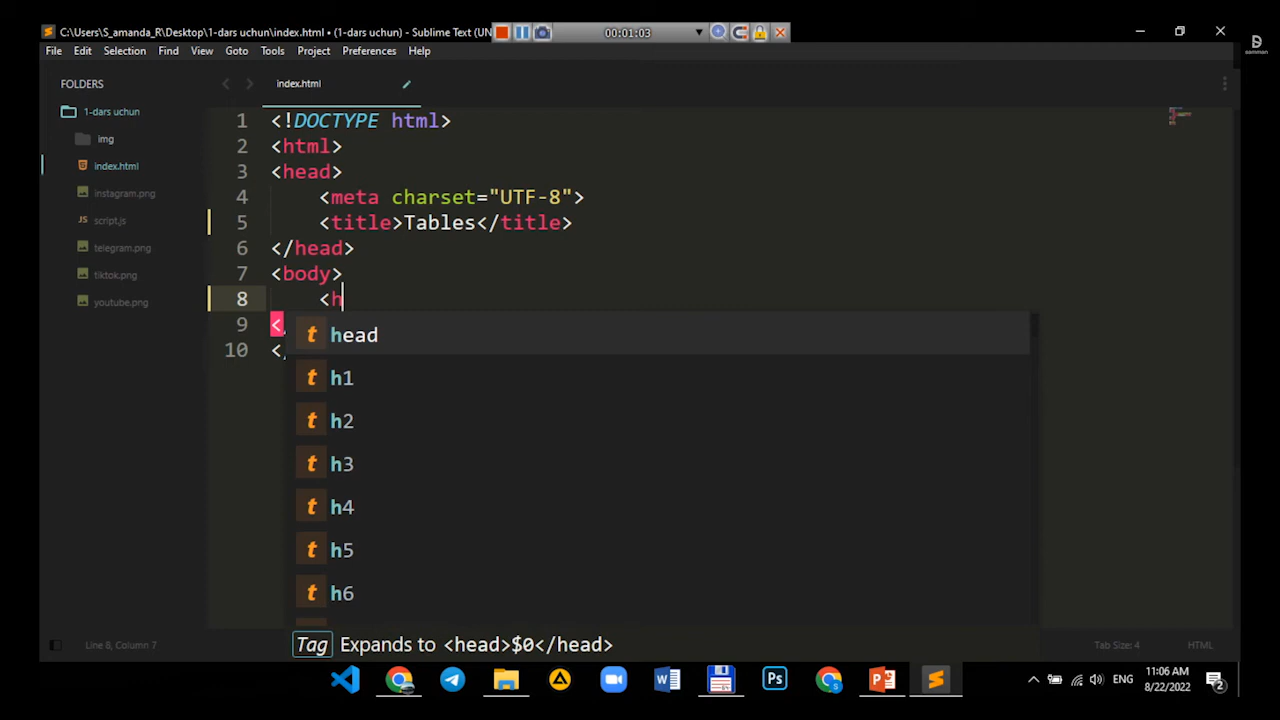 C:\Users\S_amanda_R\Desktop\1-dars uchun\index.html • (1-dars uchun) - Sublime Text (UN
00:01:03
File Edit Selection Find View Goto Tools Project Preferences Help
samman
FOLDERS
1-dars uchun
img
index.html
instagram.png
JS script.js
telegram.png
tiktok.png
youtube.png
index.html
1 <!DOCTYPE html>
2 <html>
3 <head>
4 <meta charset="UTF-8">
5 <title>Tables</title>
6 </head>
7 <body>
8 <h
9 <
10 <
t head
t h1
t h2
t h3
t h4
t h5
t h6
Tag Expands to <head>$0</head>
Line 8, Column 7
Tab Size: 4
HTML
Ps
ENG
11:06 AM
8/22/2022
2